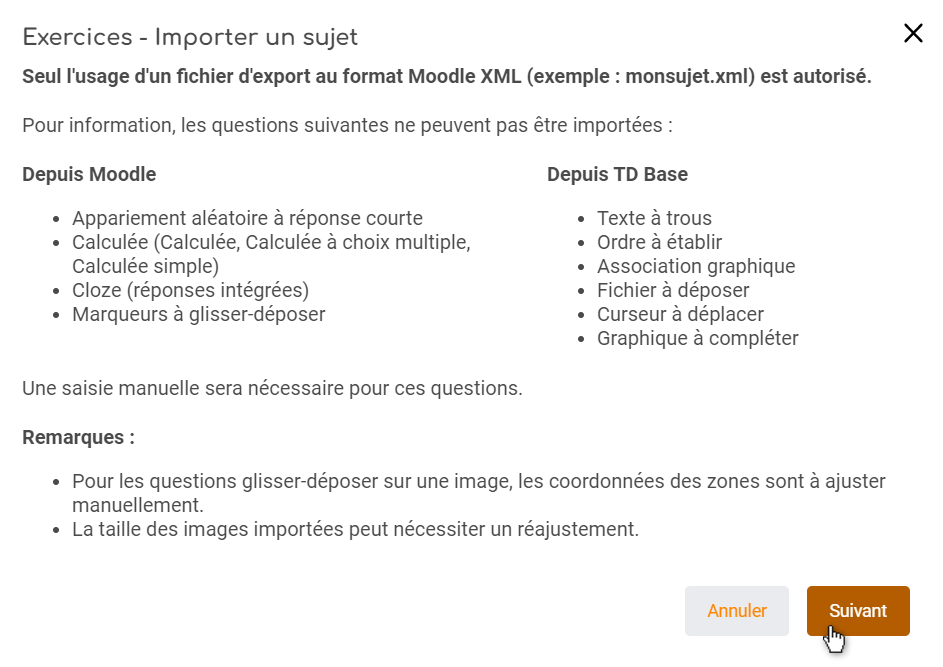 Exercices - Importer un sujet
Seul l'usage d'un fichier d'export au format Moodle XML (exemple : monsujet.xml) est autorisé.
Pour information, les questions suivantes ne peuvent pas être importées :
Depuis Moodle
• Appariement aléatoire à réponse courte
• Calculée (Calculée, Calculée à choix multiple,
Calculée simple)
• Cloze (réponses intégrées)
• Marqueurs à glisser-déposer
Depuis TD Base
• Texte à trous
• Ordre à établir
• Association graphique
• Fichier à déposer
• Curseur à déplacer
• Graphique à compléter
Une saisie manuelle sera nécessaire pour ces questions.
Remarques :
• Pour les questions glisser-déposer sur une image, les coordonnées des zones sont à ajuster
manuellement.
• La taille des images importées peut nécessiter un réajustement.
Annuler
Suivant